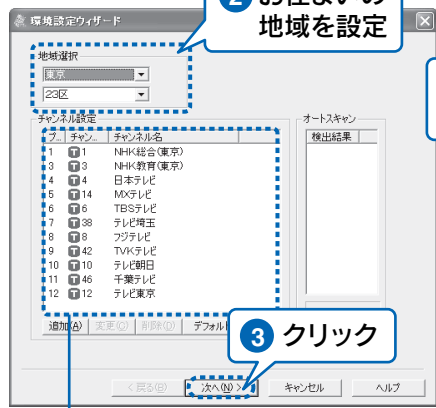 環境設定ウィザード
2 お住まいの
地域を設定
地域選択
東京
23区
チャンネル設定
プ... チャン... チャンネル名
1 T 1 NHK総合(東京)
3 T 3 NHK教育(東京)
4 T 4 日本テレビ
5 T 14 MXテレビ
6 T 6 TBSテレビ
7 T 38 テレビ埼玉
8 T 8 フジテレビ
9 T 42 TVKテレビ
10 T 10 テレビ朝日
11 T 46 千葉テレビ
12 T 12 テレビ東京
オートスキャン
検出結果
追加(A) 変更(C) 削除(D) デフォル
3 クリック
< 戻る(B) 次へ(N) > キャンセル ヘルプ